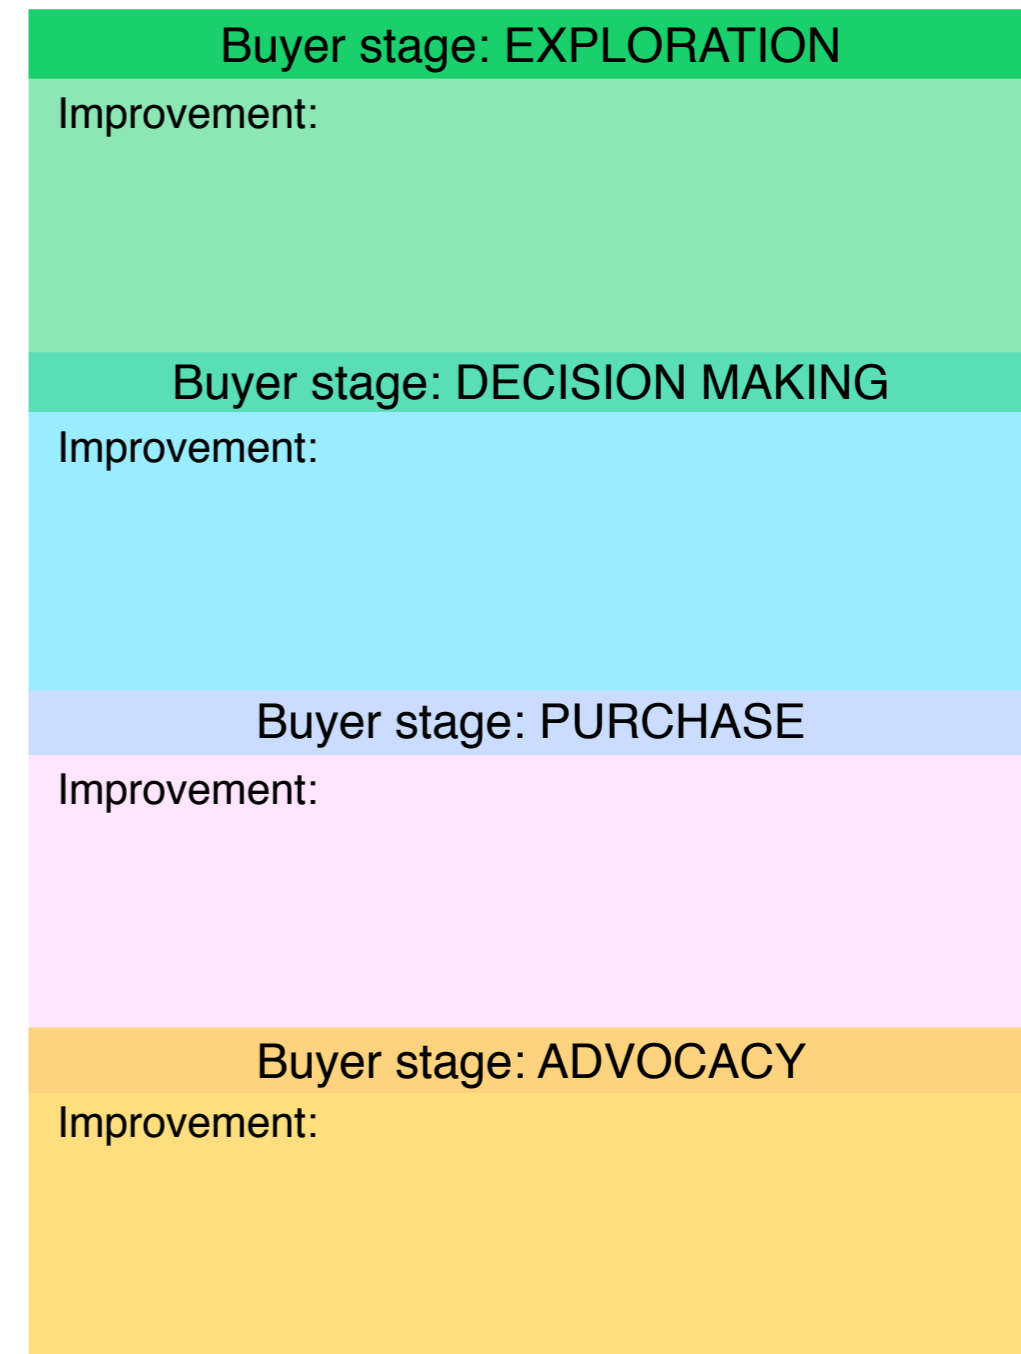 Buyer stage: EXPLORATION
Improvement:
Buyer stage: DECISION MAKING
Improvement:
Buyer stage: PURCHASE
Improvement:
Buyer stage: ADVOCACY
Improvement: